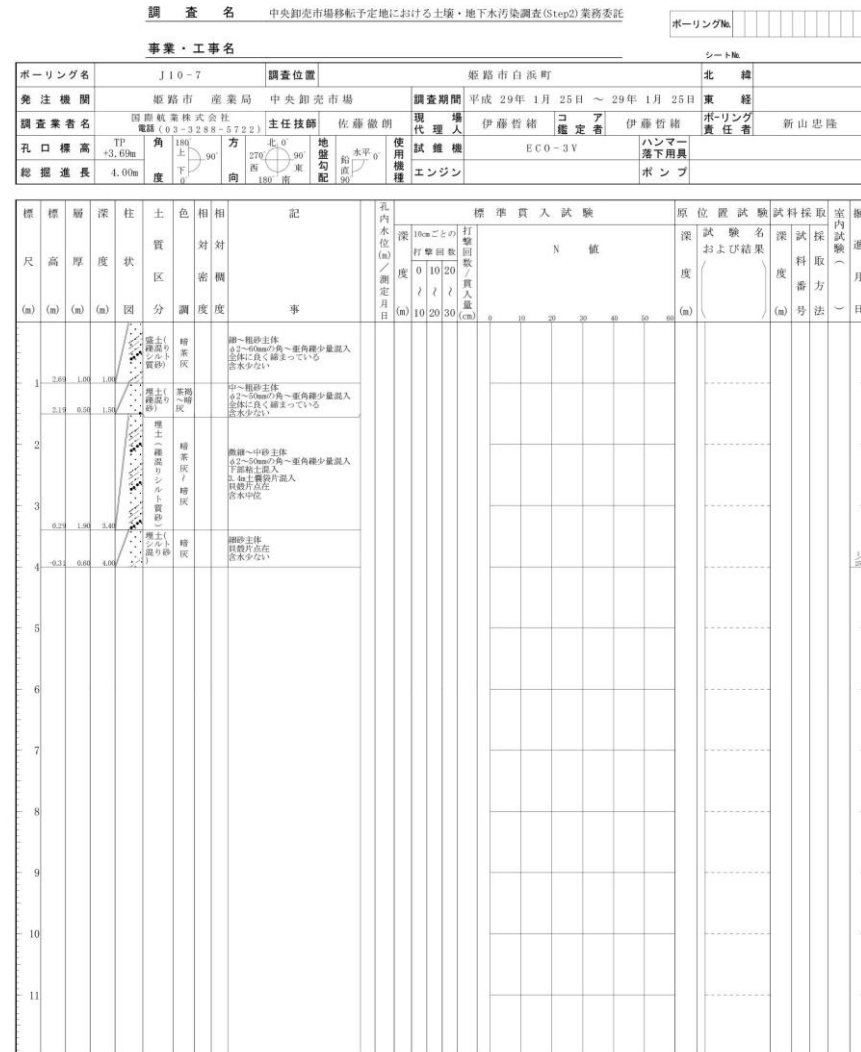 調 査 名 中央卸売市場移転予定地における土壌・地下水汚染調査(Step2)業務委託
ボーリングNo.
事業・工事名
シートNo.
ボーリング名 J10-7 調査位置 姫路市白浜町 北緯
発注機関 姫路市 産業局 中央卸売市場 調査期間 平成 29年 1月 25日 ~ 29年 1月 25日 東経
調査業者名 国際航業株式会社 電話(03-3288-5722) 主任技師 佐藤徹朗 現場代理人 伊藤哲緒 コア鑑定者 伊藤哲緒 ボーリング責任者 新山忠隆
孔口標高 TP +3.69m 角度 180° 上 90° 下 0° 方向 北 0° 270° 西 90° 東 180° 南 地盤勾配 水平 0° 鉛直 90° 使用機種 試錐機 ECO-3V ハンマー落下用具
総掘進長 4.00m エンジン ポンプ
標尺(m) 標高(m) 層厚(m) 深度(m) 柱状図 土質区分 色調 相対密度 相対稠度 記事 孔内水位(m)/測定月日 標準貫入試験 原位置試験 試料採取 室内試験( ) 掘進月日
深度(m) 10cmごとの打撃回数 打撃回数/貫入量(cm) N 値 深度(m) 試験名および結果 深度(m) 試料番号 採取方法
0 10 20
~ ~ ~
10 20 30
0 10 20 30 40 50 60
盛土(礫混りシルト質砂) 暗茶灰
細~粗砂主体
φ2~60mmの角~亜角礫少量混入
全体に良く締まっている
含水少ない
1 2.69 1.00 1.00
埋土(礫混り砂) 茶褐~暗灰
中~粗砂主体
φ2~50mmの角~亜角礫少量混入
全体に良く締まっている
含水少ない
2.19 0.50 1.50
2
埋土(礫混りシルト質砂) 暗茶灰~暗灰
微細~中砂主体
φ2~50mmの角~亜角礫少量混入
下部粘土混入
3.4m土嚢袋片混入
貝殻片点在
含水中位
3
0.29 1.90 3.40
埋土(シルト混り砂) 暗灰
細砂主体
貝殻片点在
含水少ない
4 -0.31 0.60 4.00
5
6
7
8
9
10
11